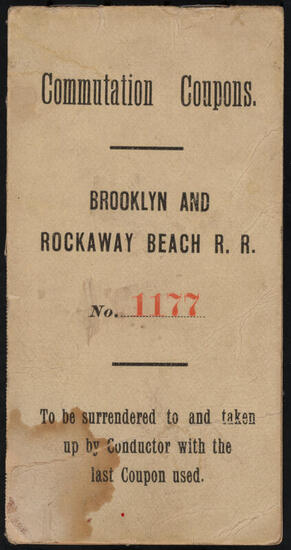 Commutation Coupons.
BROOKLYN AND
ROCKAWAY BEACH R. R.
No. 1177
To be surrendered to and taken
up by Conductor with the
last Coupon used.